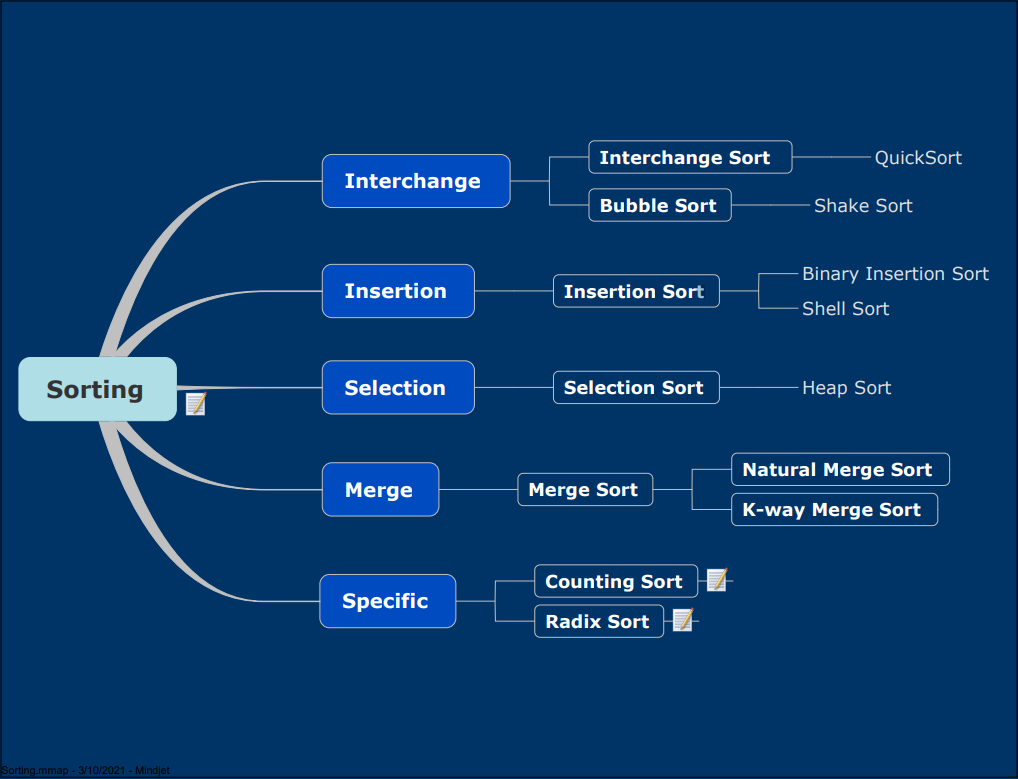 Sorting
Interchange
Interchange Sort
QuickSort
Bubble Sort
Shake Sort
Insertion
Insertion Sort
Binary Insertion Sort
Shell Sort
Selection
Selection Sort
Heap Sort
Merge
Merge Sort
Natural Merge Sort
K-way Merge Sort
Specific
Counting Sort
Radix Sort
Sorting.mmap - 3/10/2021 - Mindjet